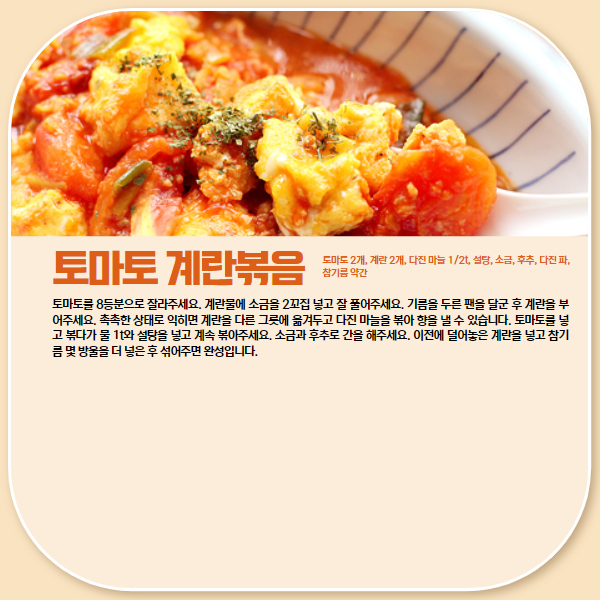 토마토 계란볶음
토마토 2개, 계란 2개, 다진 마늘 1/2t, 설탕, 소금, 후추, 다진 파,
참기름 약간
토마토를 8등분으로 잘라주세요. 계란물에 소금을 2꼬집 넣고 잘 풀어주세요. 기름을 두른 팬을 달군 후 계란을 부
어주세요. 촉촉한 상태로 익히면 계란을 다른 그릇에 옮겨두고 다진 마늘을 볶아 향을 낼 수 있습니다. 토마토를 넣
고 볶다가 물 1t와 설탕을 넣고 계속 볶아주세요. 소금과 후추로 간을 해주세요. 이전에 덜어놓은 계란을 넣고 참기
름 몇 방울을 더 넣은 후 섞어주면 완성입니다.